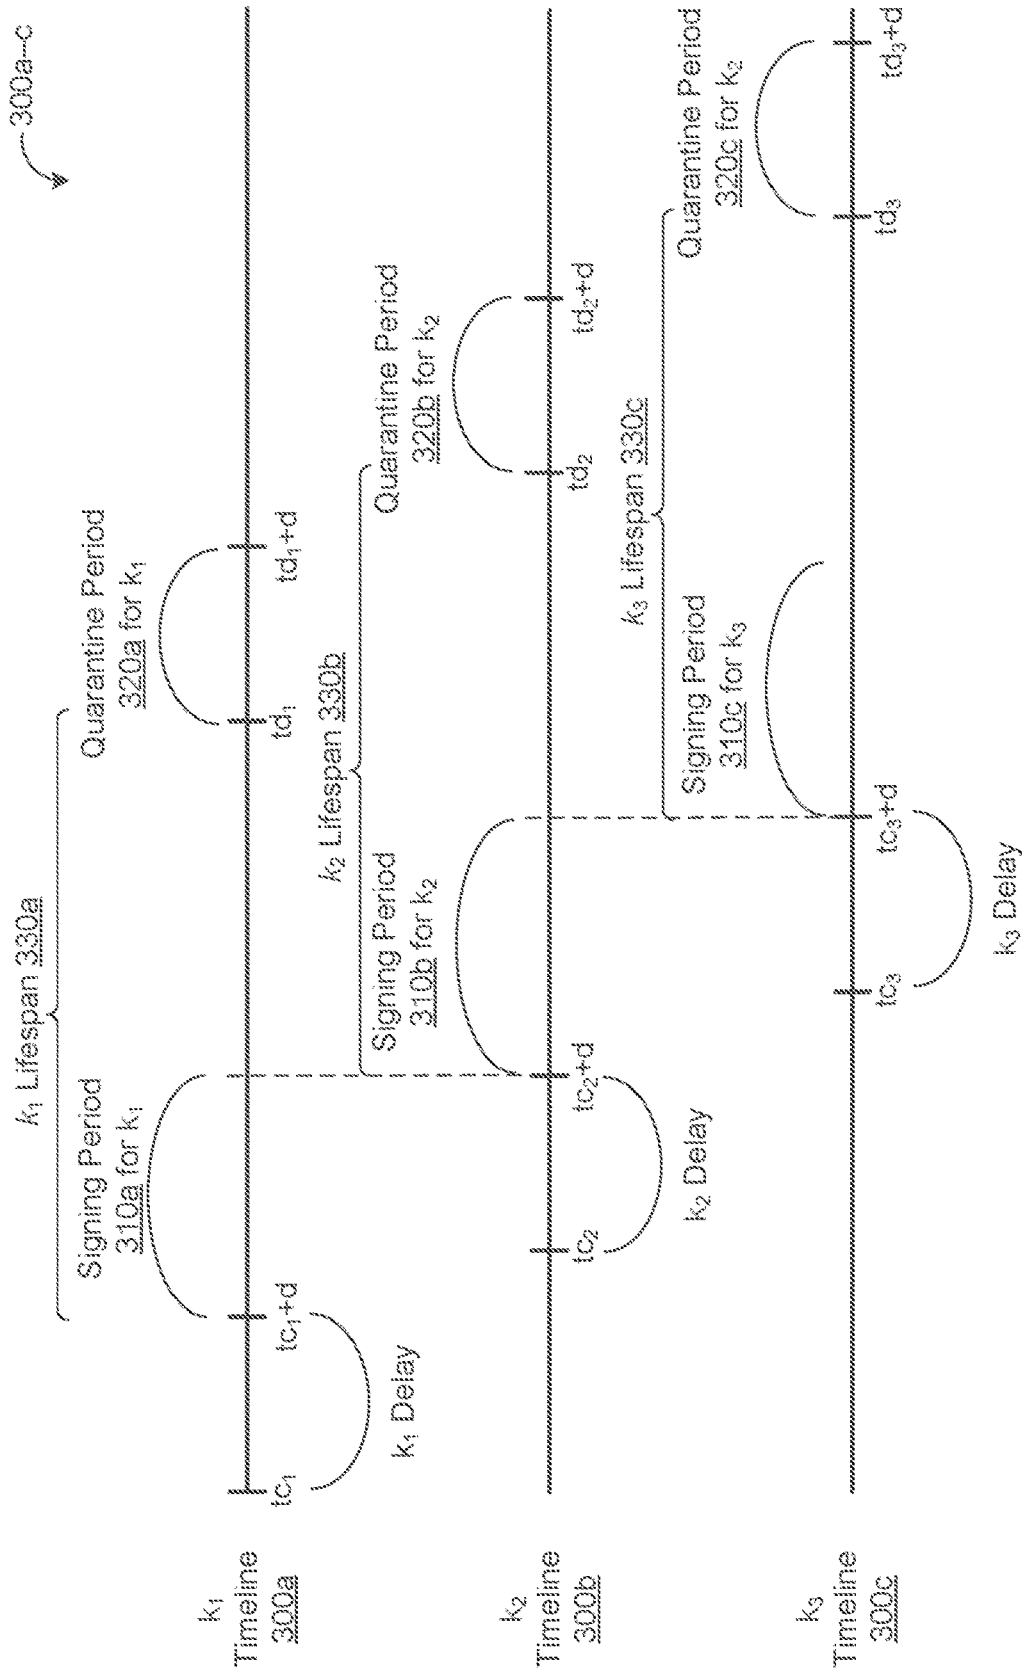 300a–c
k₁ Lifespan 330a
Signing Period
310a for k₁
Quarantine Period
320a for k₁
k₁
Timeline
300a
tc₁
tc₁+d
td₁
td₁+d
k₁ Delay
k₂ Lifespan 330b
Signing Period
310b for k₂
Quarantine Period
320b for k₂
k₂
Timeline
300b
tc₂
tc₂+d
td₂
td₂+d
k₂ Delay
k₃ Lifespan 330c
Signing Period
310c for k₃
Quarantine Period
320c for k₂
k₃
Timeline
300c
tc₃
tc₃+d
td₃
td₃+d
k₃ Delay